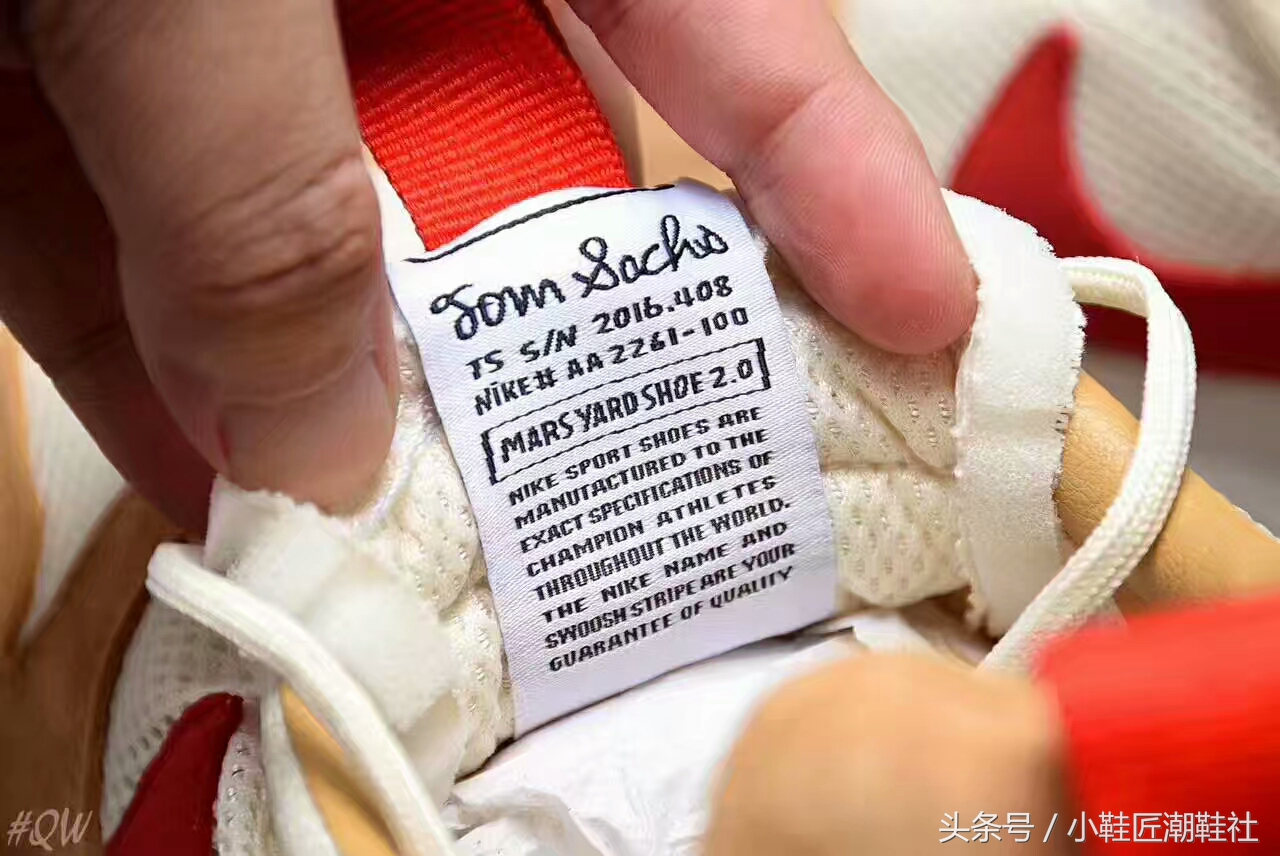 Tom Sachs
TS S/N 2016.408
NIKE# AA2261-100
MARS YARD SHOE 2.0
NIKE SPORT SHOES ARE
MANUTACTURED TO THE
EXACT SPECIFICATIONS OF
CHAMPION ATHLETES
THROUGHOUT THE WORLD.
THE NIKE NAME AND
SWOOSH STRIPE ARE YOUR
GUARANTEE OF QUALITY
#QW
头条号 / 小鞋匠潮鞋社